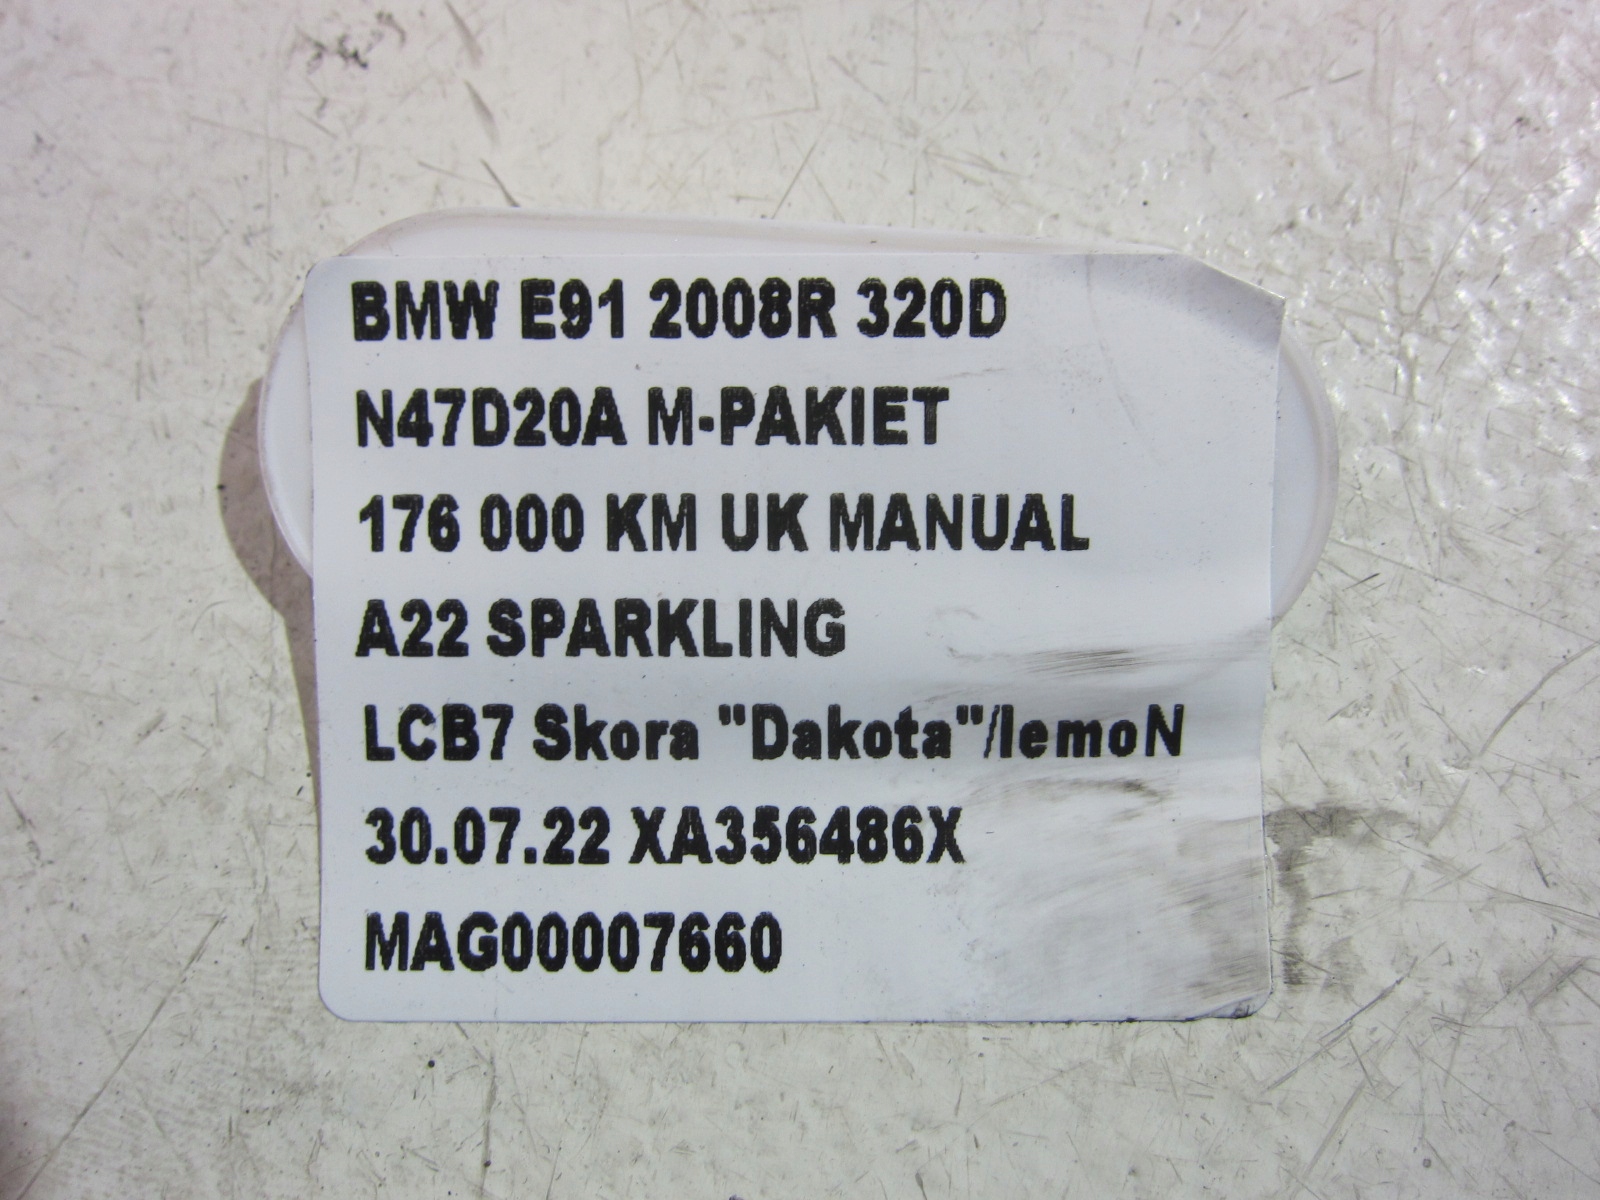 BMW E91 2008R 320D
N47D20A M-PAKIET
176 000 KM UK MANUAL
A22 SPARKLING
LCB7 Skora "Dakota"/lemoN
30.07.22 XA356486X
MAG00007660